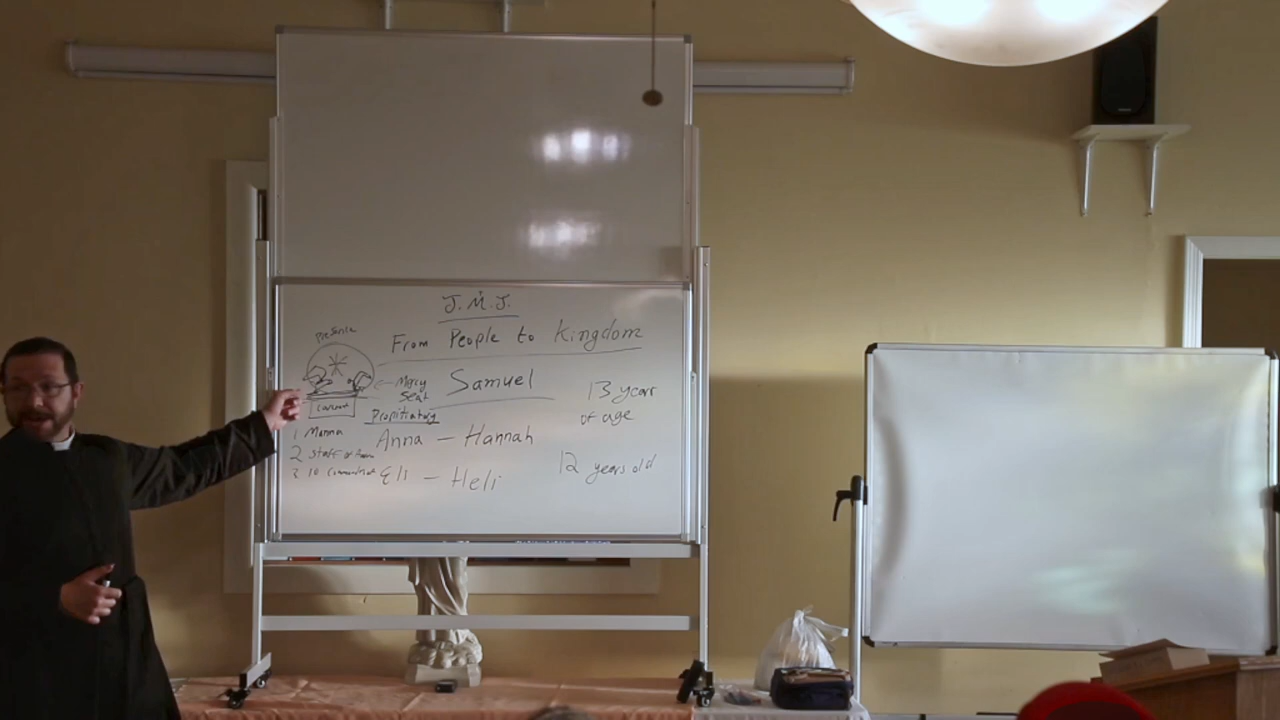 J.M.J.
From People to Kingdom
Presence
Mercy
Seat
Samuel
13 years
of age
Covenant
Propitiatory
1 Manna
Anna – Hannah
2 Staff of Aaron
12 years old
3 10 Commandments
Eli – Heli